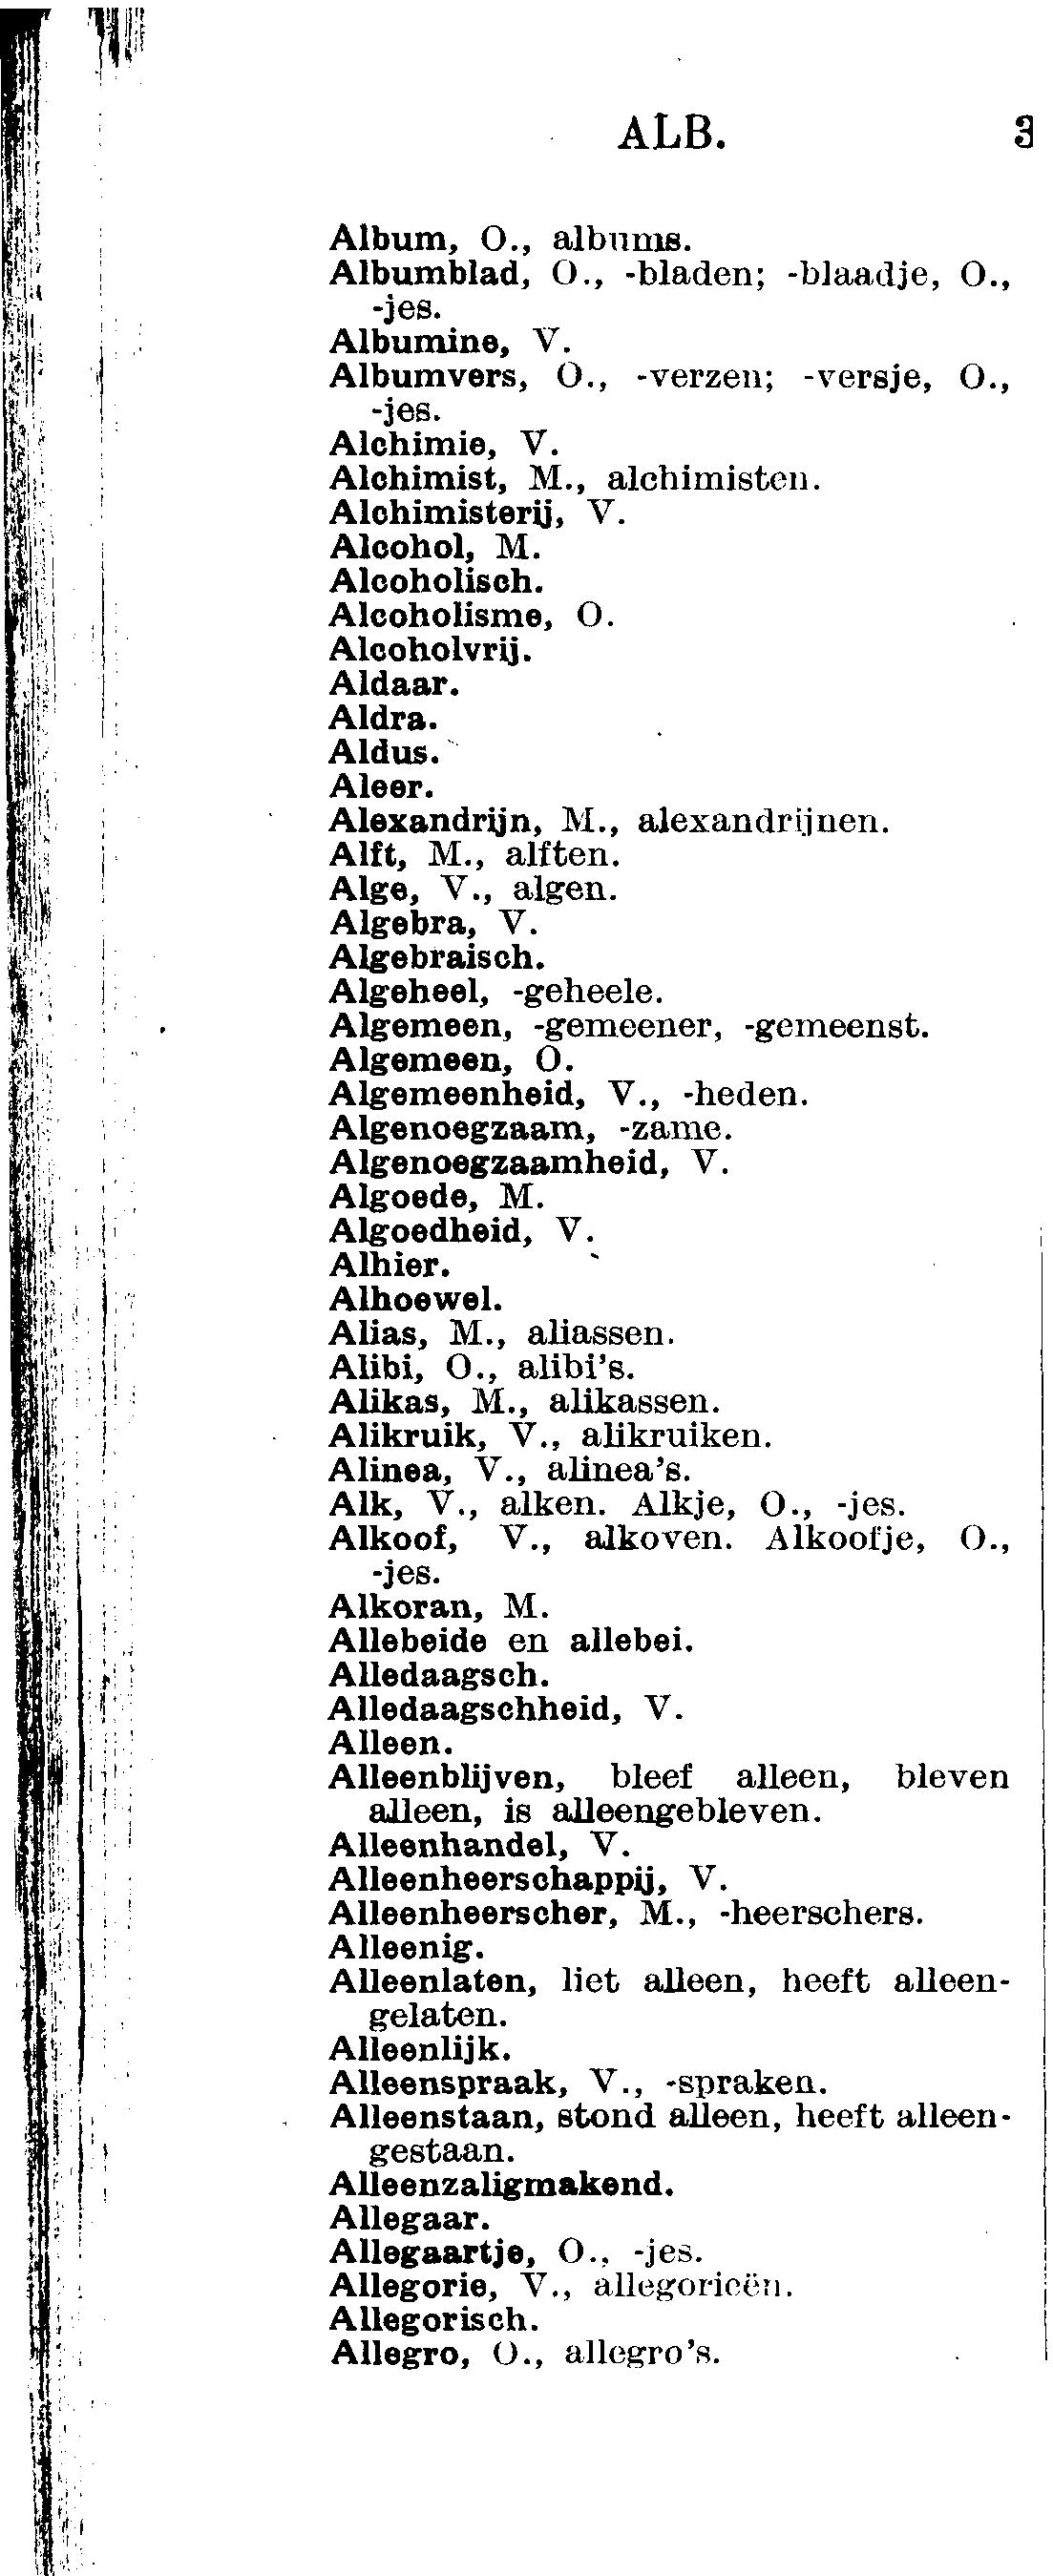 ALB. 3
Album, O., albums.
Albumblad, O., -bladen; -blaadje, O.,
-jes.
Albumine, V.
Albumvers, O., -verzen; -versje, O.,
-jes.
Alchimie, V.
Alchimist, M., alchimisten.
Alchimisterij, V.
Alcohol, M.
Alcoholisch.
Alcoholisme, O.
Alcoholvrij.
Aldaar.
Aldra.
Aldus.
Aleer.
Alexandrijn, M., alexandrijnen.
Alft, M., alften.
Alge, V., algen.
Algebra, V.
Algebraisch.
Algeheel, -geheele.
Algemeen, -gemeener, -gemeenst.
Algemeen, O.
Algemeenheid, V., -heden.
Algenoegzaam, -zame.
Algenoegzaamheid, V.
Algoede, M.
Algoedheid, V.
Alhier.
Alhoewel.
Alias, M., aliassen.
Alibi, O., alibi's.
Alikas, M., alikassen.
Alikruik, V., alikruiken.
Alinea, V., alinea's.
Alk, V., alken. Alkje, O., -jes.
Alkoof, V., alkoven. Alkoofje, O.,
-jes.
Alkoran, M.
Allebeide en allebei.
Alledaagsch.
Alledaagschheid, V.
Alleen.
Alleenblijven, bleef alleen, bleven
alleen, is alleengebleven.
Alleenhandel, V.
Alleenheerschappij, V.
Alleenheerscher, M., -heerschers.
Alleenig.
Alleenlaten, liet alleen, heeft alleen-
gelaten.
Alleenlijk.
Alleenspraak, V., -spraken.
Alleenstaan, stond alleen, heeft alleen-
gestaan.
Alleenzaligmakend.
Allegaar.
Allegaartje, O., -jes.
Allegorie, V., allegorieën.
Allegorisch.
Allegro, O., allegro's.